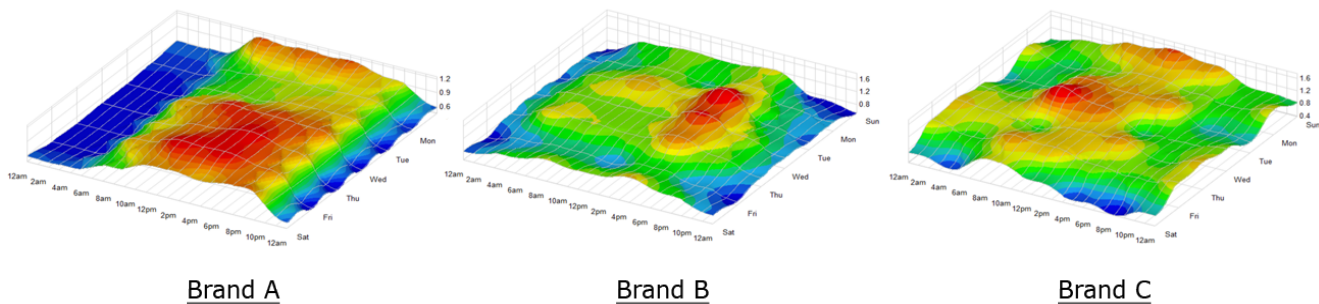 1.2
0.9
0.6
Mon
Tue
Wed
Thu
Fri
Sat
12am
2am
4am
6am
8am
10am
12pm
2pm
4pm
6pm
8pm
10pm
12am
Brand A
1.6
1.2
0.8
Sun
Mon
Tue
Wed
Thu
Fri
Sat
12am
2am
4am
6am
8am
10am
12pm
2pm
4pm
6pm
8pm
10pm
12am
Brand B
1.6
1.2
0.8
0.4
Sun
Mon
Tue
Wed
Thu
Fri
Sat
12am
2am
4am
6am
8am
10am
12pm
2pm
4pm
6pm
8pm
10pm
12am
Brand C